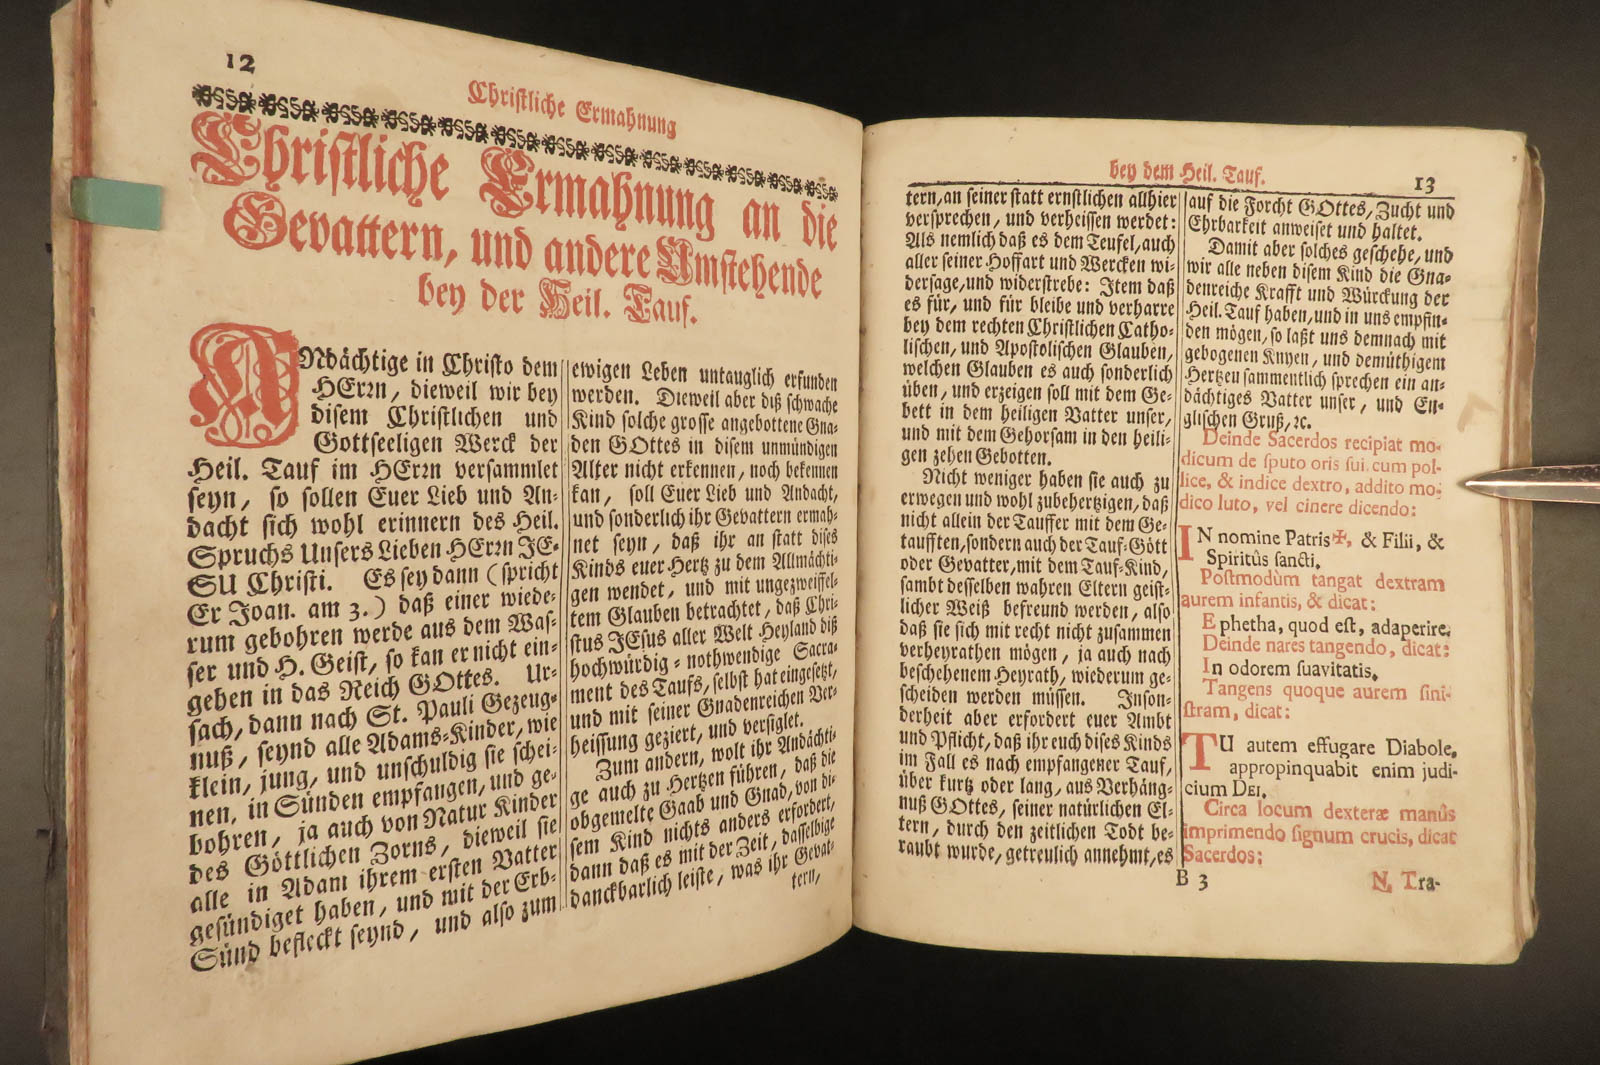 12
Christliche Ermahnung
Christliche Ermahnung an die
Gevattern, und andere Umstehende
bey der Heil. Tauf.
ANdächtige in Christo dem
HErrn, dieweil wir bey
disem Christlichen und
Gottseeligen Werck der
Heil. Tauf im HErrn versammlet
seyn, so sollen Euer Lieb und An-
dacht sich wohl erinnern des Heil.
Spruchs Unsers Lieben HErrn JE-
SU Christi. Es sey dann (spricht
Er Joan. am 3.) daß einer wiede-
rum gebohren werde aus dem Was-
ser und H. Geist, so kan er nicht ein-
gehen in das Reich GOttes. Ur-
sach, dann nach St. Pauli Gezeug-
nuß, seynd alle Adams-Kinder, wie
klein, jung, und unschuldig sie schei-
nen, in Sünden empfangen, und ge-
bohren, ja auch von Natur Kinder
des Göttlichen Zorns, dieweil sie
alle in Adam ihrem ersten Vatter
gesündiget haben, und mit der Erb-
Sünd befleckt seynd, und also zum
ewigen Leben untauglich erfunden
werden. Dieweil aber diß schwache
Kind solche grosse angebottene Gna-
den GOttes in disem unmündigen
Alter nicht erkennen, noch bekennen
kan, soll Euer Lieb und Andacht,
und sonderlich ihr Gevattern ermah-
net seyn, daß ihr an statt dises
Kinds euer Hertz zu dem Allmächti-
gen wendet, und mit ungezweiffel-
tem Glauben betrachtet, daß Chri-
stus JEsus aller Welt Heyland diß
hochwürdig-nothwendige Sacra-
ment des Taufs, selbst hat eingesetzt,
und mit seiner Gnadenreichen Ver-
heissung geziert, und versiglet.
Zum andern, wolt ihr Andächti-
ge auch zu Hertzen führen, daß die
obgemelte Gaab und Gnad, von di-
sem Kind nichts anders erfordert,
dann daß es mit der Zeit, dasselbige
danckbarlich leiste, was ihr Gevat-
tern,
bey dem Heil. Tauf.
13
tern, an seiner statt ernstlichen allhier
versprechen, und verheissen werdet:
Als nemlich daß es dem Teufel, auch
aller seiner Hoffart und Wercken wi-
dersage, und widerstrebe: Item daß
es für, und für bleibe und verharre
bey dem rechten Christlichen Catho-
lischen, und Apostolischen Glauben,
welchen Glauben es auch sonderlich
üben, und erzeigen soll mit dem Ge-
bett in dem heiligen Vatter unser,
und mit dem Gehorsam in den heili-
gen zehen Gebotten.
Nicht weniger haben sie auch zu
erwegen und wohl zubehertzigen, daß
nicht allein der Tauffer mit dem Ge-
taufften, sondern auch der Tauf-Gött
oder Gevatter, mit dem Tauf-Kind,
sambt desselben wahren Eltern geist-
licher Weiß befreund werden, also
daß sie sich mit recht nicht zusammen
verheyrathen mögen, ja auch nach
beschehenem Heyrath, wiederum ge-
scheiden werden müssen. Inson-
derheit aber erfordert euer Ambt
und Pflicht, daß ihr euch dises Kinds
im Fall es nach empfangener Tauf,
über kurtz oder lang, aus Verhäng-
nuß GOttes, seiner natürlichen El-
tern, durch den zeitlichen Todt be-
raubt wurde, getreulich annehmt, es
auf die Forcht GOttes, Zucht und
Ehrbarkeit anweiset und haltet.
Damit aber solches geschehe, und
wir alle neben disem Kind die Gna-
denreiche Krafft und Würckung der
Heil. Tauf haben, und in uns empfin-
den mögen, so laßt uns demnach mit
gebogenen Knyen, und demüthigem
Hertzen sammentlich sprechen ein an-
dächtiges Vatter unser, und En-
glischen Gruß, ꝛc.
Deinde Sacerdos recipiat mo-
dicum de sputo oris sui, cum pol-
lice, & indice dextro, addito mo-
dico luto, vel cinere dicendo:
IN nomine Patris ✠, & Filii, &
Spiritûs sancti.
Postmodùm tangat dextram
aurem infantis, & dicat:
Ephetha, quod est, adaperire.
Deinde nares tangendo, dicat:
In odorem suavitatis.
Tangens quoque aurem sini-
stram, dicat:
TU autem effugare Diabole,
appropinquabit enim judi-
cium DEI.
Circa locum dexteræ manûs
imprimendo signum crucis, dicat
Sacerdos:
B 3
N. Tra-